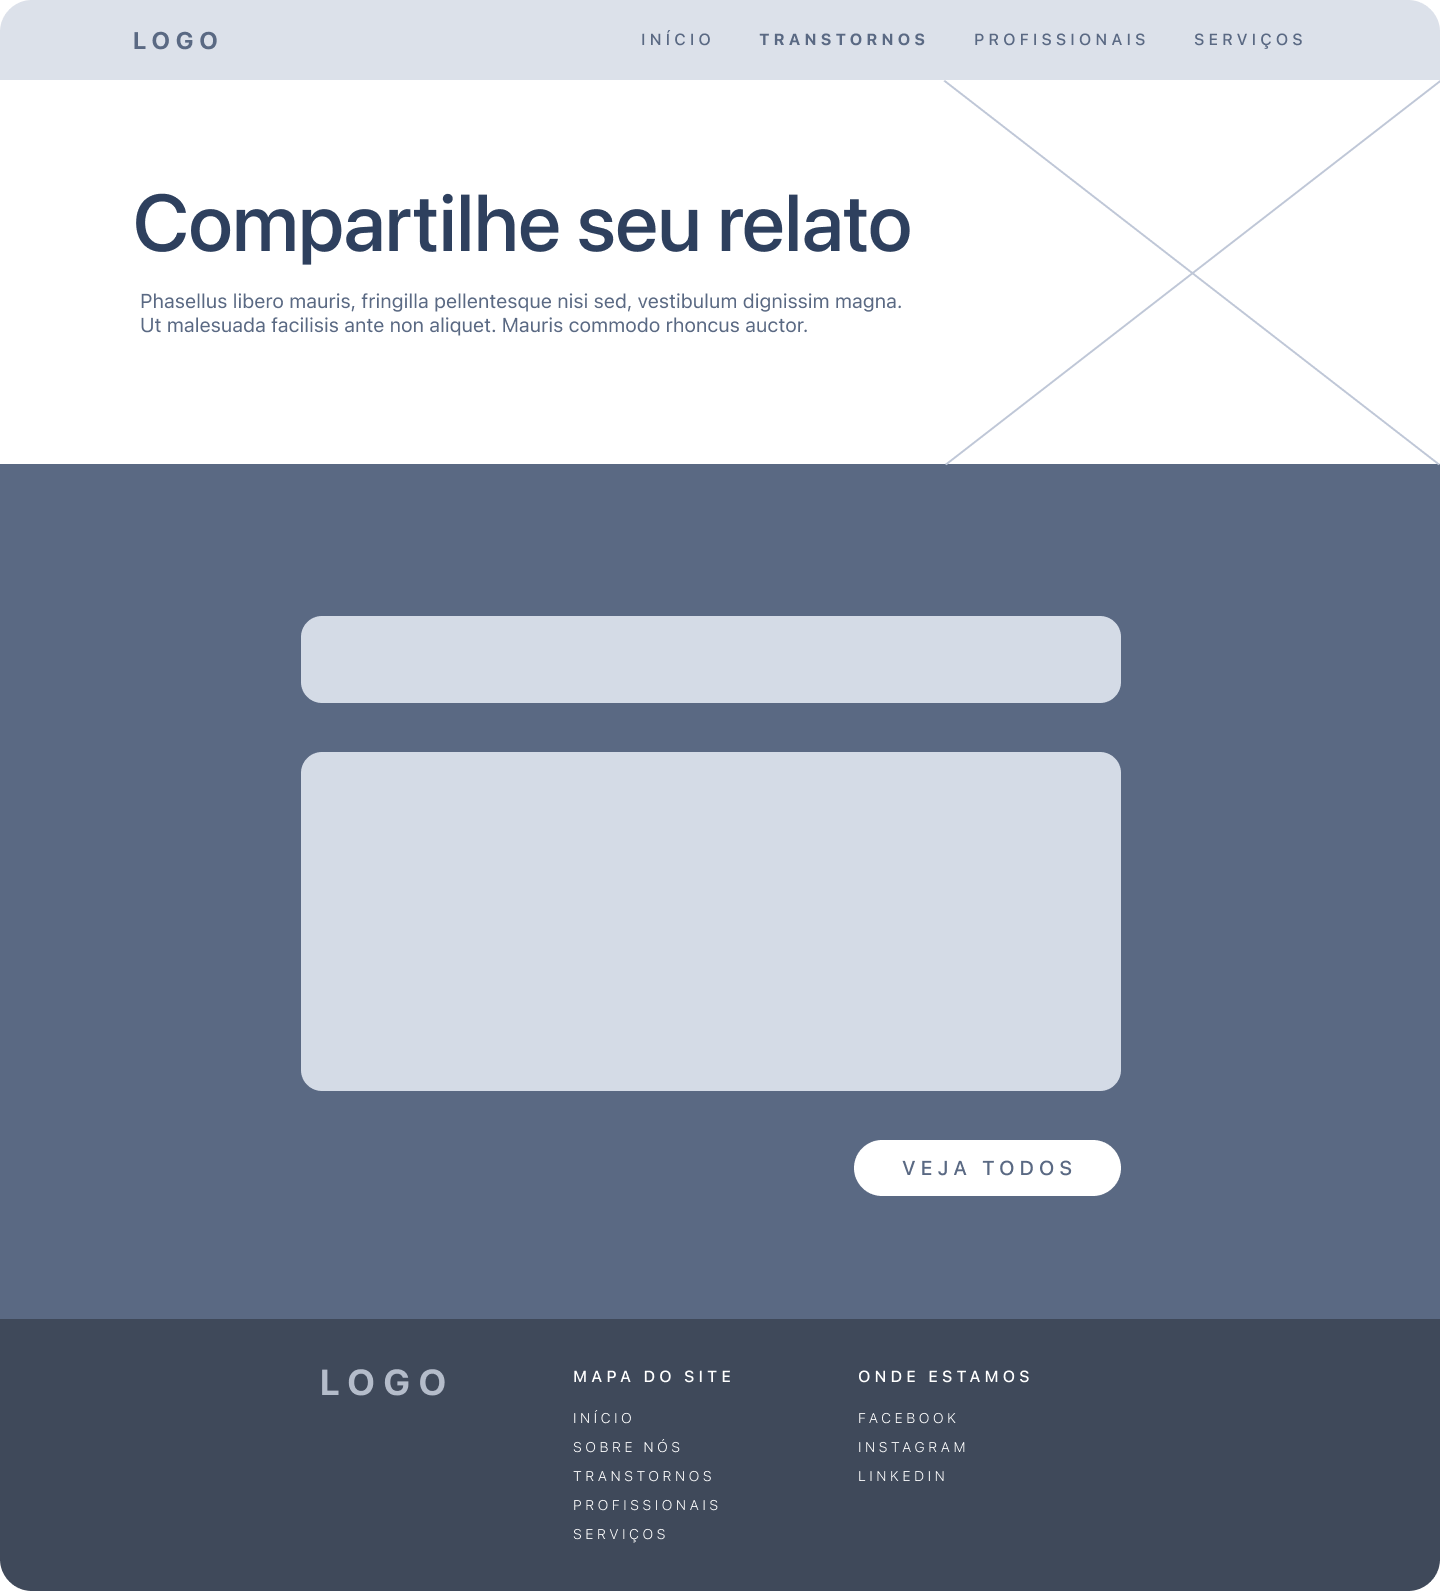 LOGO
INÍCIO TRANSTORNOS PROFISSIONAIS SERVIÇOS
Compartilhe seu relato
Phasellus libero mauris, fringilla pellentesque nisi sed, vestibulum dignissim magna.
Ut malesuada facilisis ante non aliquet. Mauris commodo rhoncus auctor.
VEJA TODOS
LOGO
MAPA DO SITE
INÍCIO
SOBRE NÓS
TRANSTORNOS
PROFISSIONAIS
SERVIÇOS
ONDE ESTAMOS
FACEBOOK
INSTAGRAM
LINKEDIN